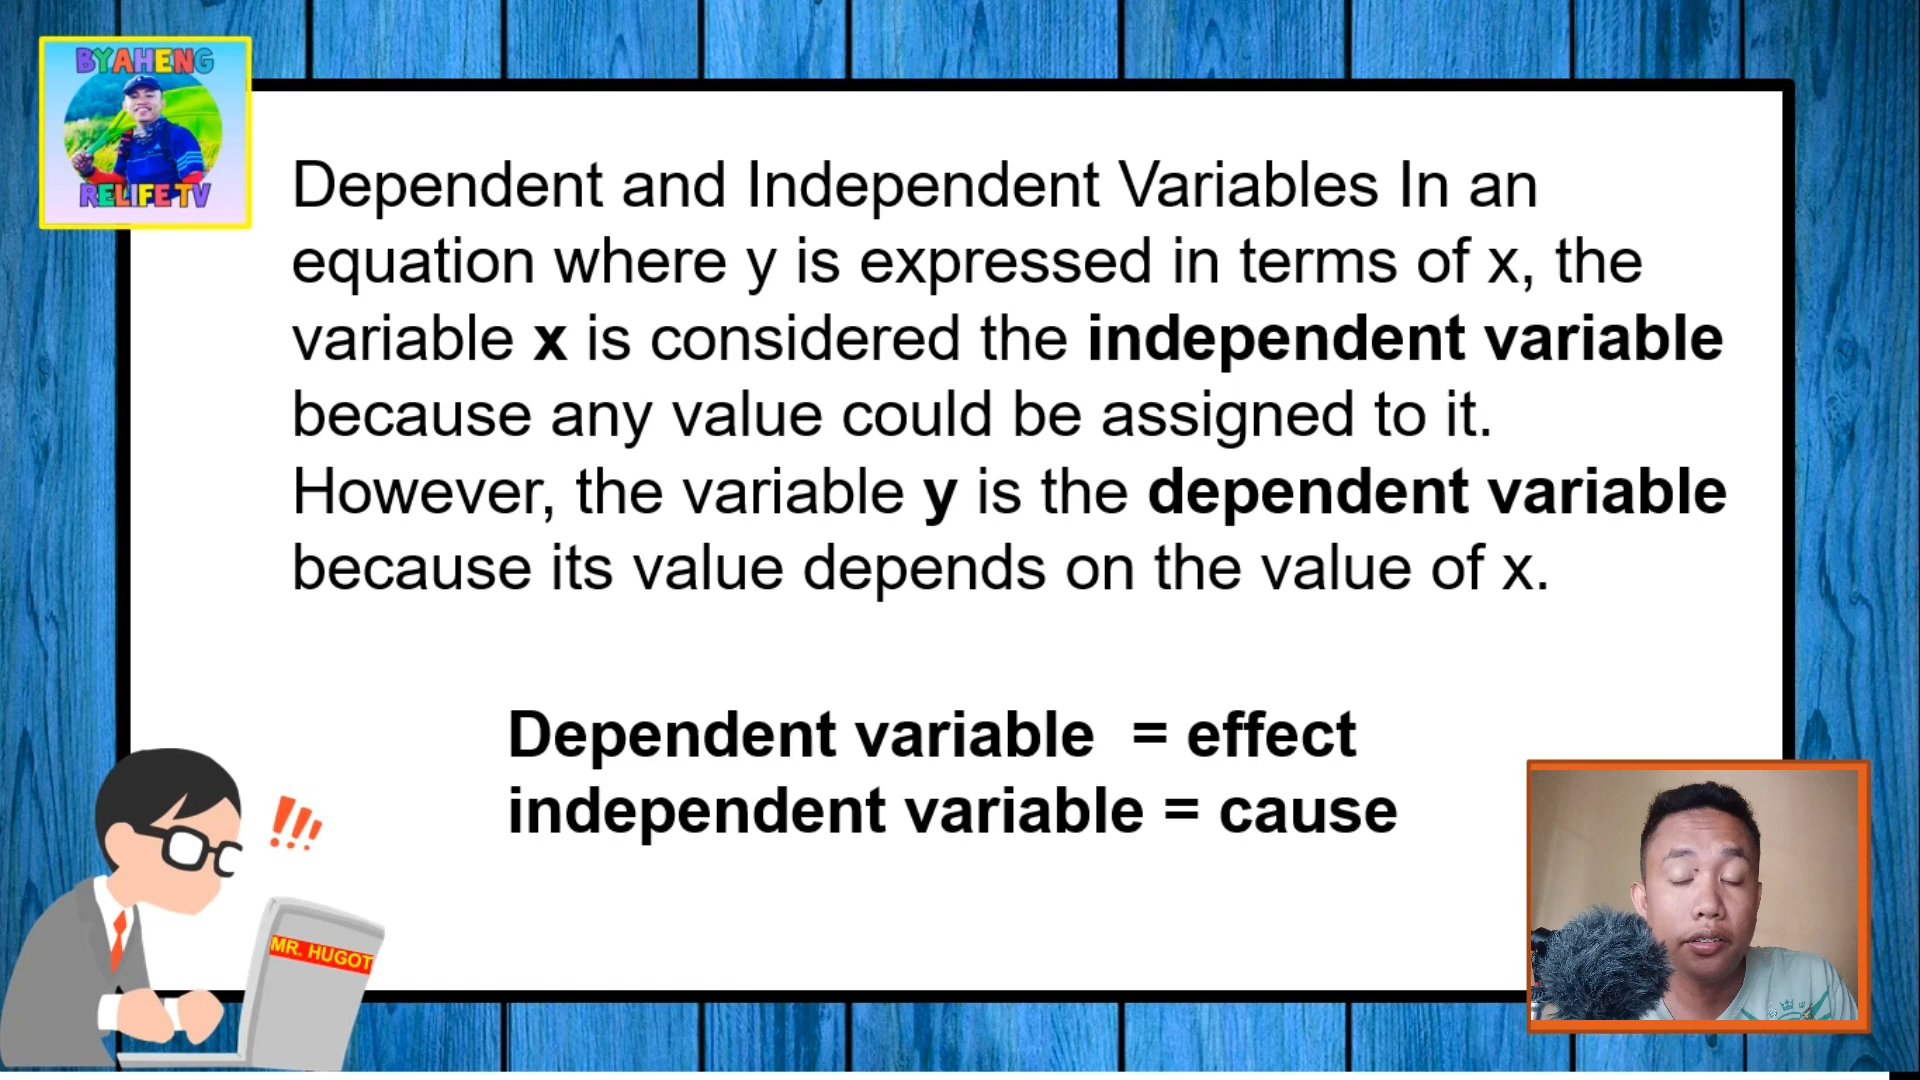 BYAHENG
RELIFE TV
Dependent and Independent Variables In an
equation where y is expressed in terms of x, the
variable x is considered the independent variable
because any value could be assigned to it.
However, the variable y is the dependent variable
because its value depends on the value of x.
Dependent variable = effect
independent variable = cause
!!!
MR. HUGOT